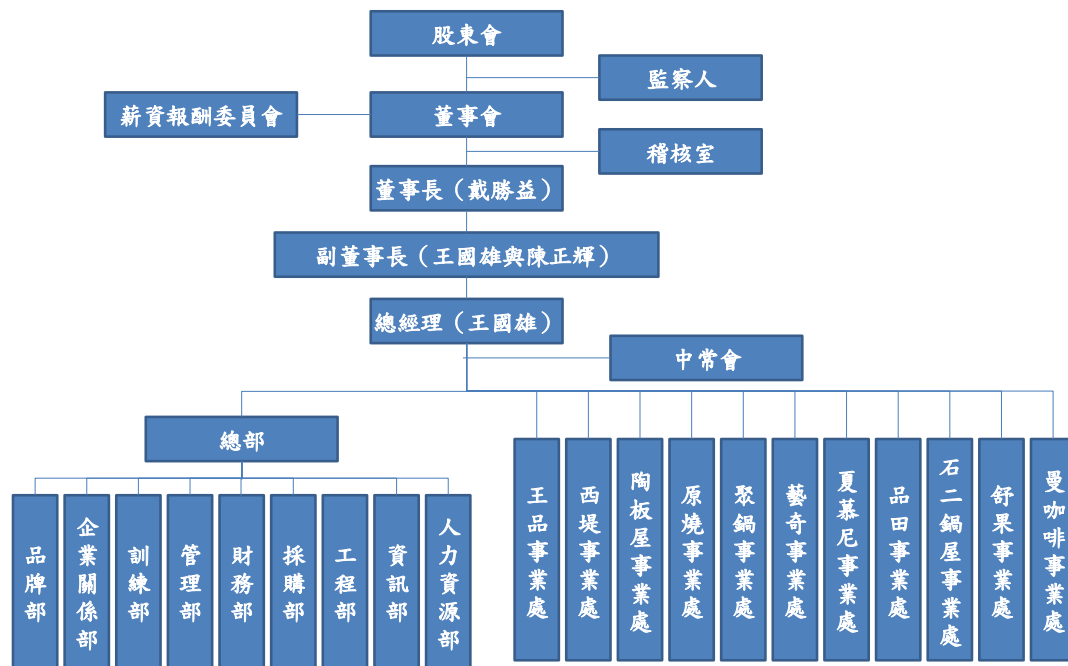 股東會
監察人
薪資報酬委員會
董事會
稽核室
董事長（戴勝益）
副董事長（王國雄與陳正輝）
總經理（王國雄）
中常會
總部
品牌部
企業關係部
訓練部
管理部
財務部
採購部
工程部
資訊部
人力資源部
王品事業處
西堤事業處
陶板屋事業處
原燒事業處
聚鍋事業處
藝奇事業處
夏慕尼事業處
品田事業處
石二鍋屋事業處
舒果事業處
曼咖啡事業處